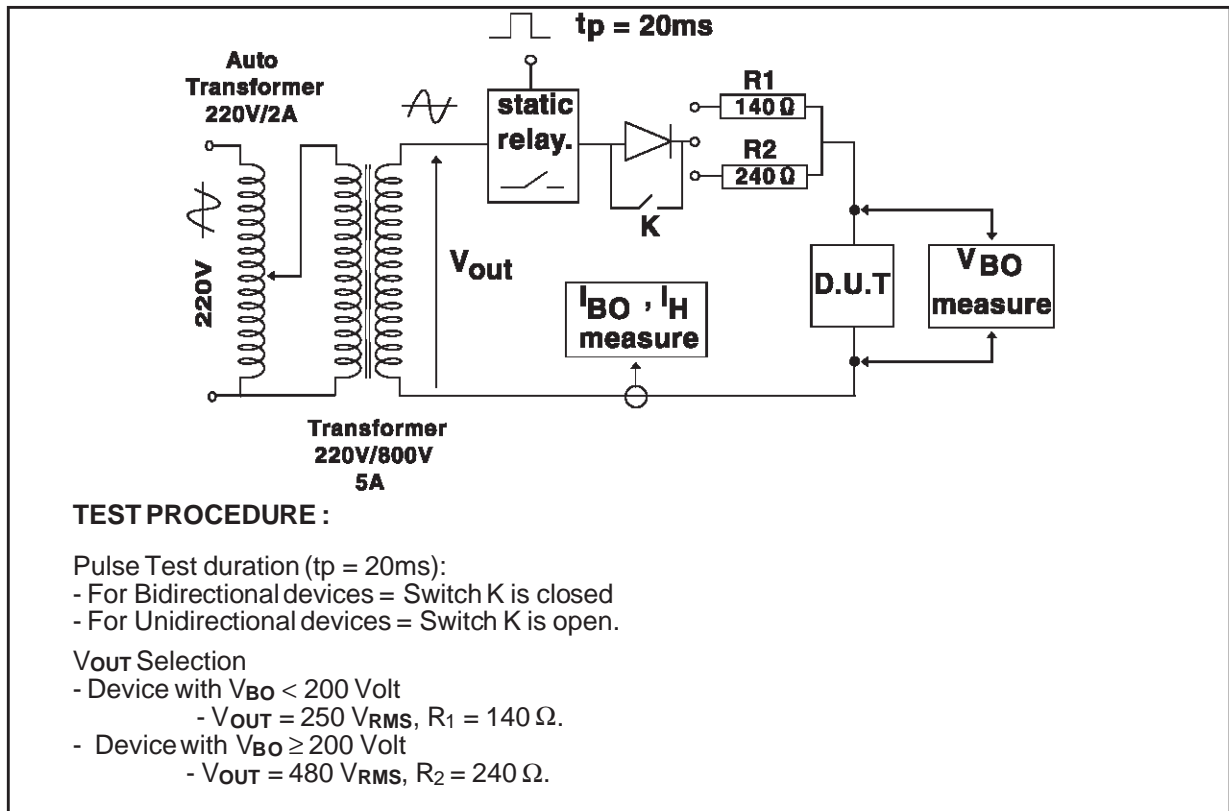 tp = 20ms
Auto
Transformer
220V/2A
static
relay.
R1
140 Ω
R2
240 Ω
K
220V
Vout
IBO , IH
measure
D.U.T
VBO
measure
Transformer
220V/800V
5A
TEST PROCEDURE :
Pulse Test duration (tp = 20ms):
- For Bidirectional devices = Switch K is closed
- For Unidirectional devices = Switch K is open.
VOUT Selection
- Device with VBO < 200 Volt
- VOUT = 250 VRMS, R1 = 140 Ω.
- Device with VBO ≥ 200 Volt
- VOUT = 480 VRMS, R2 = 240 Ω.